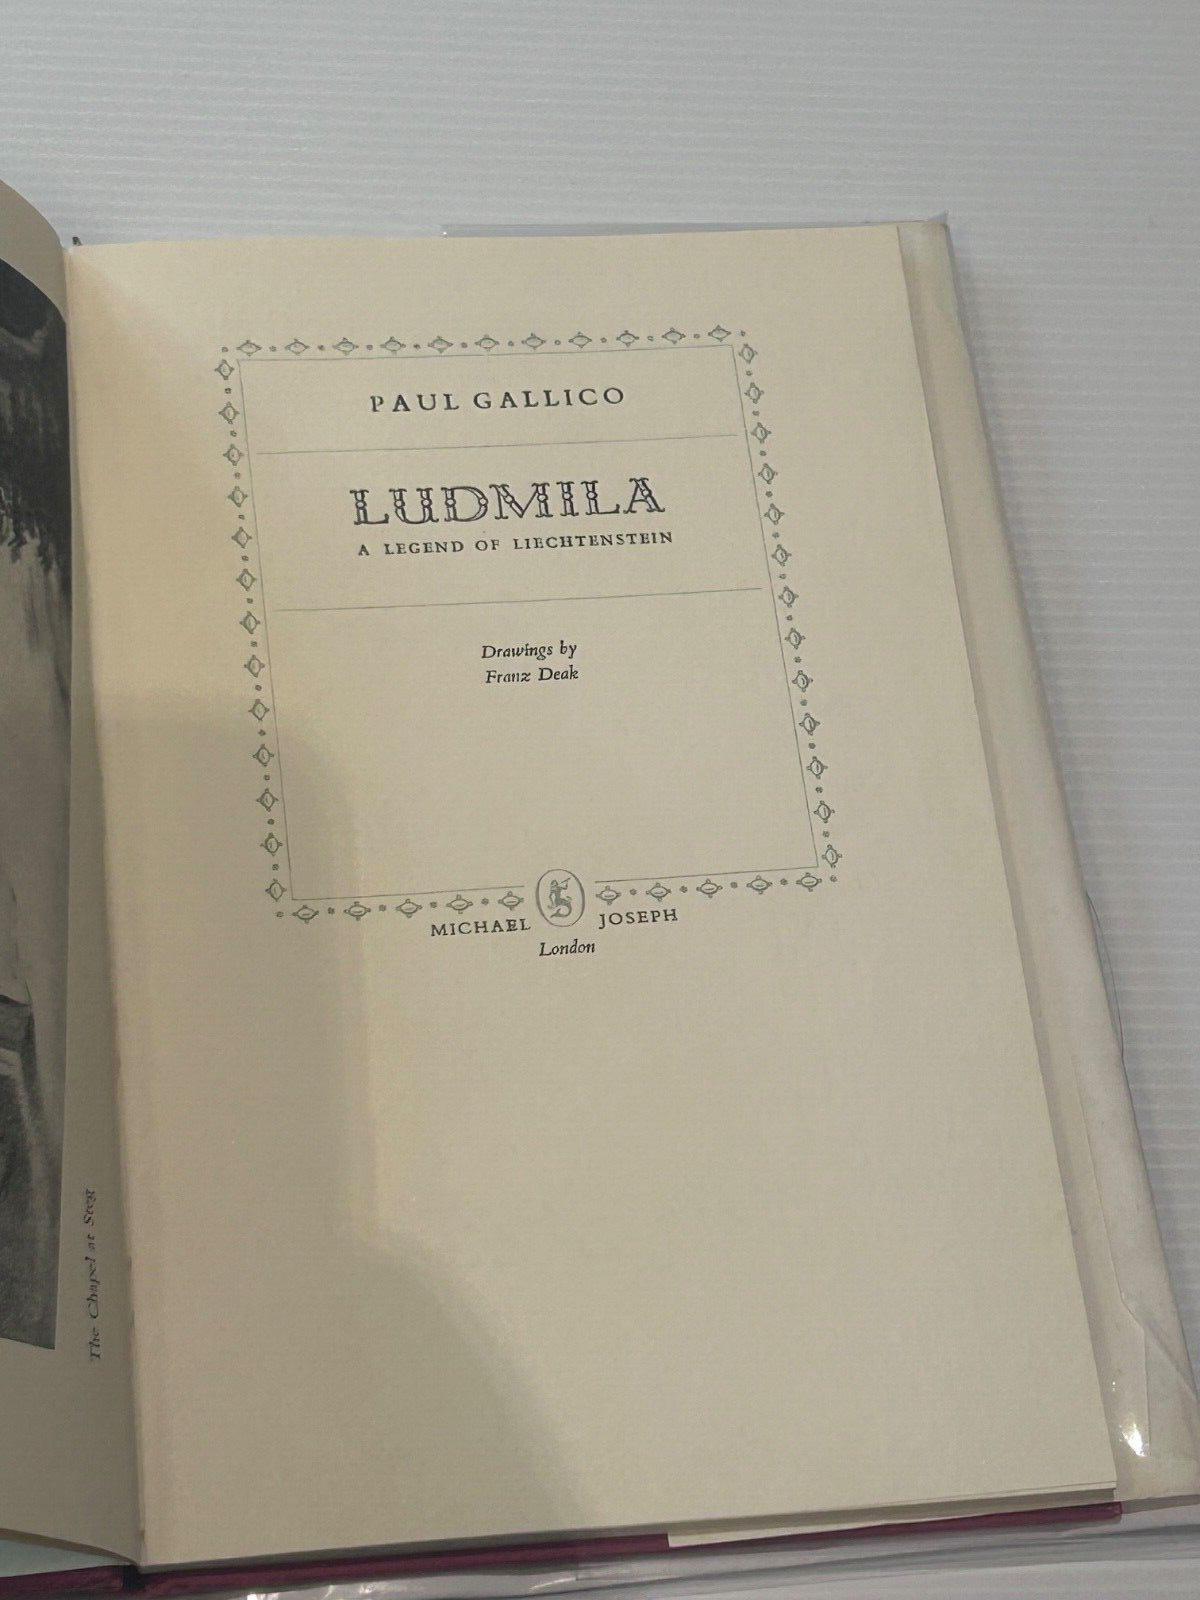 PAUL GALLICO
LUDMILA
A LEGEND OF LIECHTENSTEIN
Drawings by
Franz Deak
MICHAEL JOSEPH
London
The Chapel at Steg